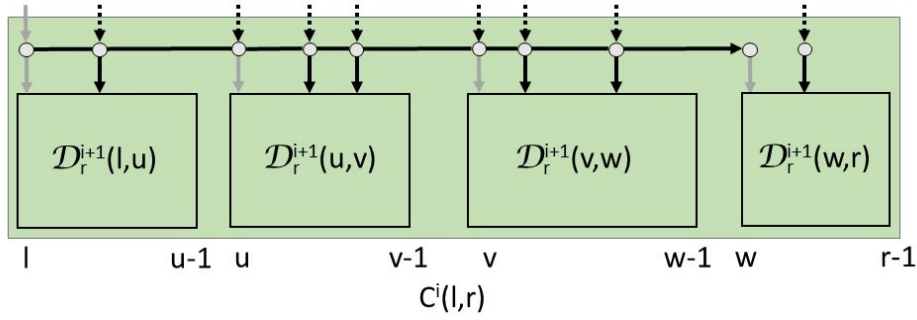 𝒟ᵣⁱ⁺¹(l,u) 𝒟ᵣⁱ⁺¹(u,v) 𝒟ᵣⁱ⁺¹(v,w) 𝒟ᵣⁱ⁺¹(w,r)
l u-1 u v-1 v w-1 w r-1
Cⁱ(l,r)